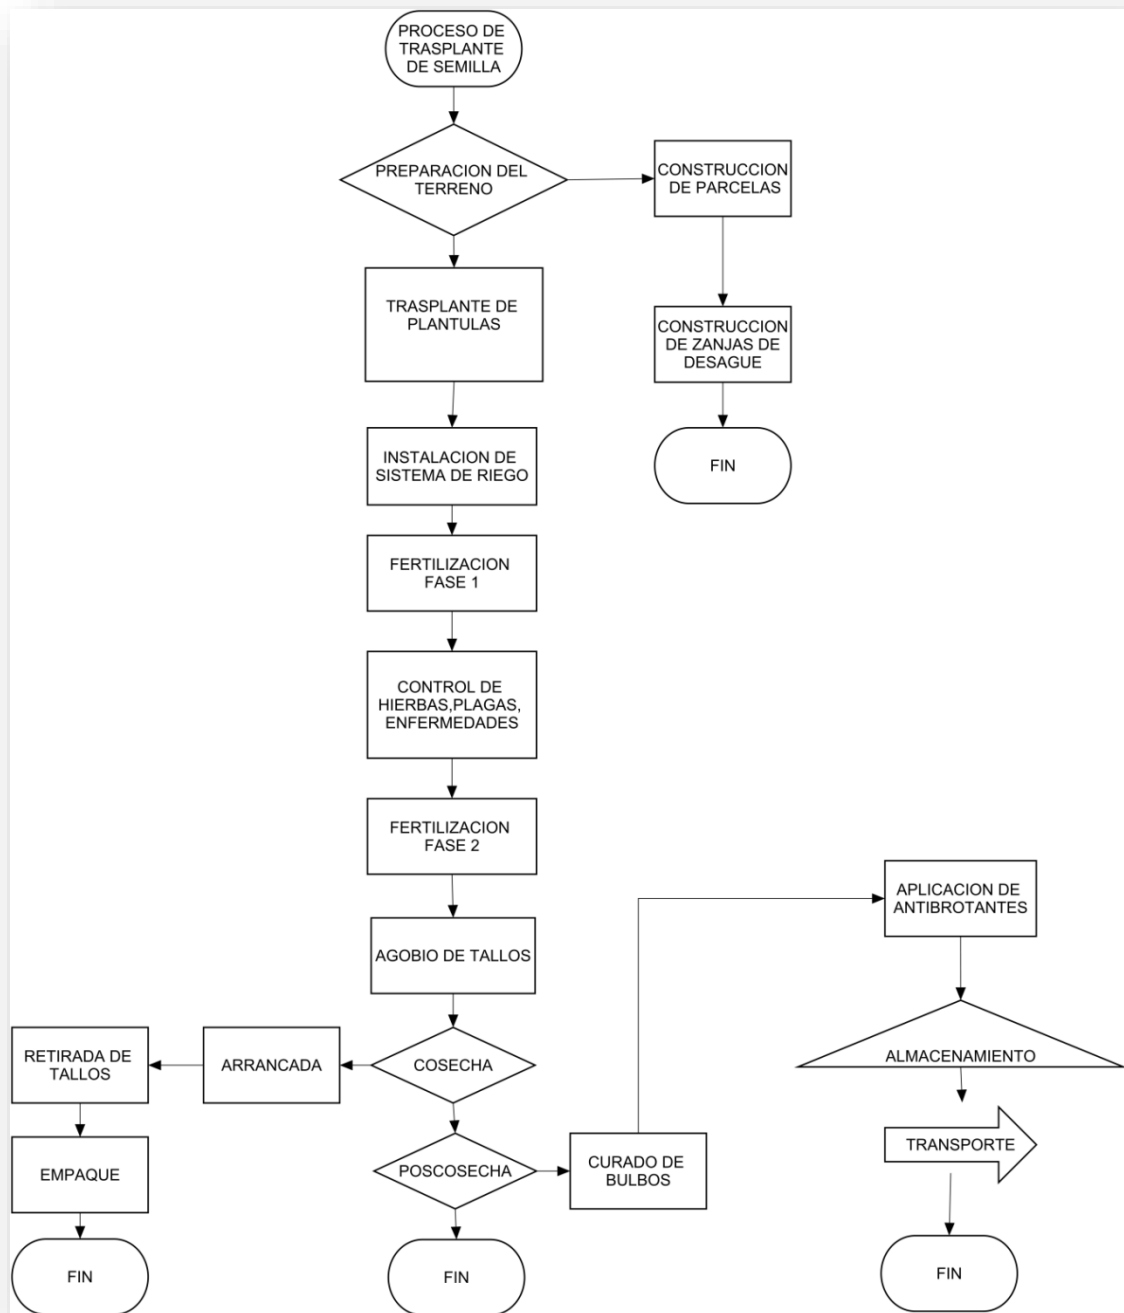 PROCESO DE
TRASPLANTE
DE SEMILLA
PREPARACION DEL
TERRENO
CONSTRUCCION
DE PARCELAS
TRASPLANTE DE
PLANTULAS
CONSTRUCCION
DE ZANJAS DE
DESAGUE
INSTALACION DE
SISTEMA DE RIEGO
FIN
FERTILIZACION
FASE 1
CONTROL DE
HIERBAS,PLAGAS,
ENFERMEDADES
FERTILIZACION
FASE 2
AGOBIO DE TALLOS
COSECHA
ARRANCADA
RETIRADA DE
TALLOS
EMPAQUE
FIN
POSCOSECHA
FIN
CURADO DE
BULBOS
APLICACION DE
ANTIBROTANTES
ALMACENAMIENTO
TRANSPORTE
FIN